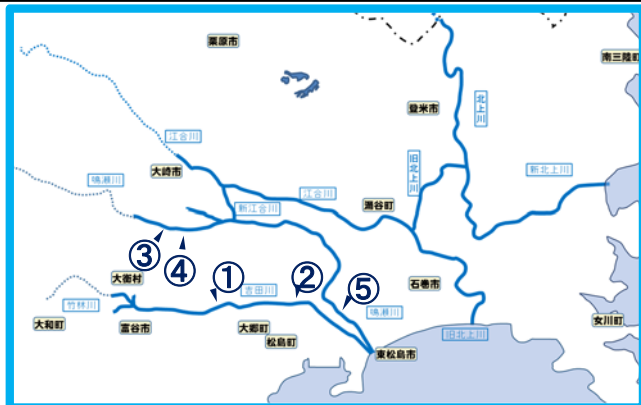 栗原市
南三陸町
登米市
北上川
江合川
旧北上川
新北上川
大崎市
鳴瀬川
江合川
涌谷町
新江合川
③
④
大衡村
①
吉田川
②
⑤
石巻市
鳴瀬川
竹林川
大和町
富谷市
大郷町
松島町
東松島市
旧北上川
女川町